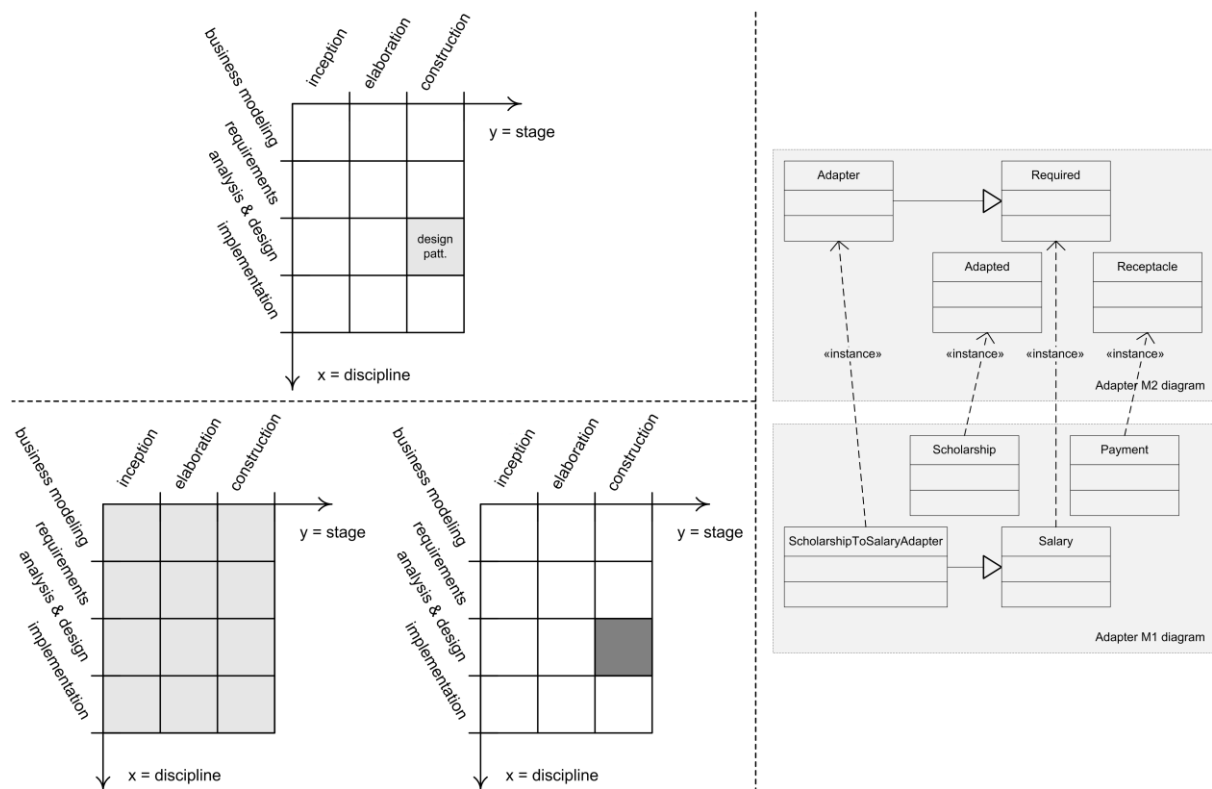 inception
elaboration
construction
business modeling
requirements
analysis & design
implementation
y = stage
design
patt.
x = discipline
inception
elaboration
construction
business modeling
requirements
analysis & design
implementation
y = stage
x = discipline
inception
elaboration
construction
business modeling
requirements
analysis & design
implementation
y = stage
x = discipline
Adapter
Required
Adapted
Receptacle
«instance»
«instance»
«instance»
«instance»
Adapter M2 diagram
Scholarship
Payment
ScholarshipToSalaryAdapter
Salary
Adapter M1 diagram